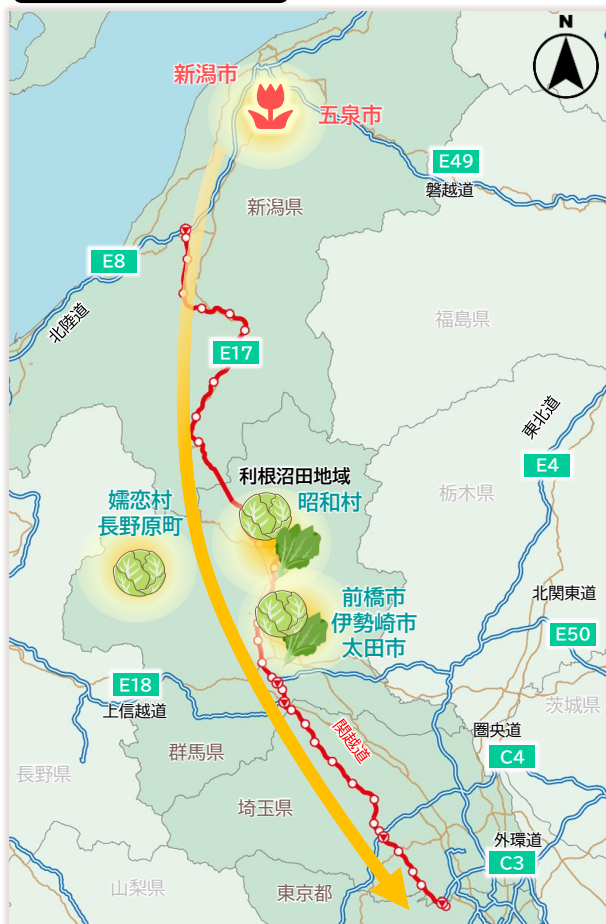 N
新潟市
五泉市
E49
磐越道
新潟県
E8
北陸道
福島県
E17
東北道
E4
利根沼田地域
昭和村
栃木県
嬬恋村
長野原町
前橋市
伊勢崎市
太田市
北関東道
E50
E18
上信越道
茨城県
関越道
圏央道
C4
群馬県
長野県
埼玉県
外環道
C3
山梨県
東京都